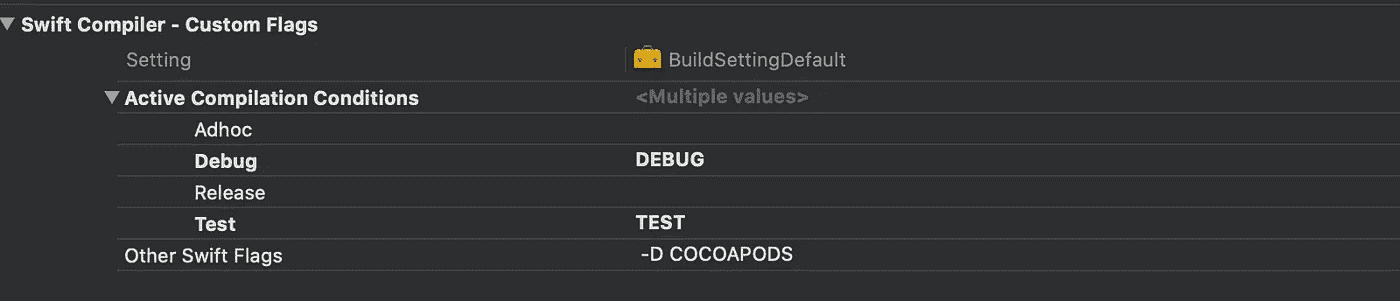 Swift Compiler - Custom Flags
Setting BuildSettingDefault
Active Compilation Conditions <Multiple values>
Adhoc
Debug DEBUG
Release
Test TEST
Other Swift Flags -D COCOAPODS